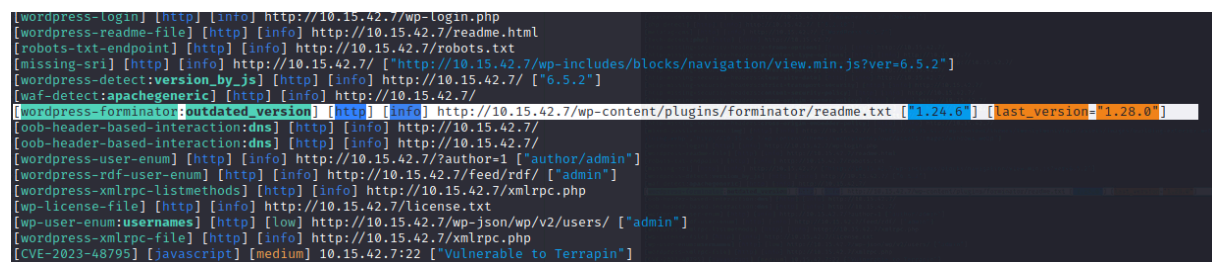 [wordpress-login] [http] [info] http://10.15.42.7/wp-login.php
[wordpress-readme-file] [http] [info] http://10.15.42.7/readme.html
[robots-txt-endpoint] [http] [info] http://10.15.42.7/robots.txt
[missing-sri] [http] [info] http://10.15.42.7/ ["http://10.15.42.7/wp-includes/blocks/navigation/view.min.js?ver=6.5.2"]
[wordpress-detect:version_by_js] [http] [info] http://10.15.42.7/ ["6.5.2"]
[waf-detect:apachegeneric] [http] [info] http://10.15.42.7/
[wordpress-forminator:outdated_version] [http] [info] http://10.15.42.7/wp-content/plugins/forminator/readme.txt ["1.24.6"] [last_version="1.28.0"]
[oob-header-based-interaction:dns] [http] [info] http://10.15.42.7/
[oob-header-based-interaction:dns] [http] [info] http://10.15.42.7/
[wordpress-user-enum] [http] [info] http://10.15.42.7/?author=1 ["author/admin"]
[wordpress-rdf-user-enum] [http] [info] http://10.15.42.7/feed/rdf/ ["admin"]
[wordpress-xmlrpc-listmethods] [http] [info] http://10.15.42.7/xmlrpc.php
[wp-license-file] [http] [info] http://10.15.42.7/license.txt
[wp-user-enum:usernames] [http] [low] http://10.15.42.7/wp-json/wp/v2/users/ ["admin"]
[wordpress-xmlrpc-file] [http] [info] http://10.15.42.7/xmlrpc.php
[CVE-2023-48795] [javascript] [medium] 10.15.42.7:22 ["Vulnerable to Terrapin"]